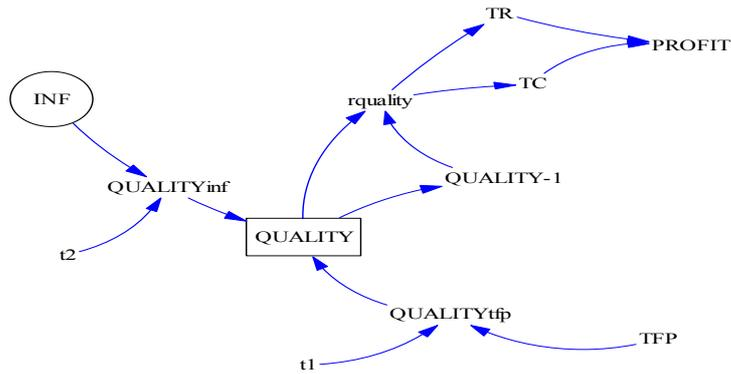 TR
PROFIT
TC
INF
rquality
QUALITY-1
QUALITYinf
QUALITY
t2
QUALITYtfp
TFP
t1